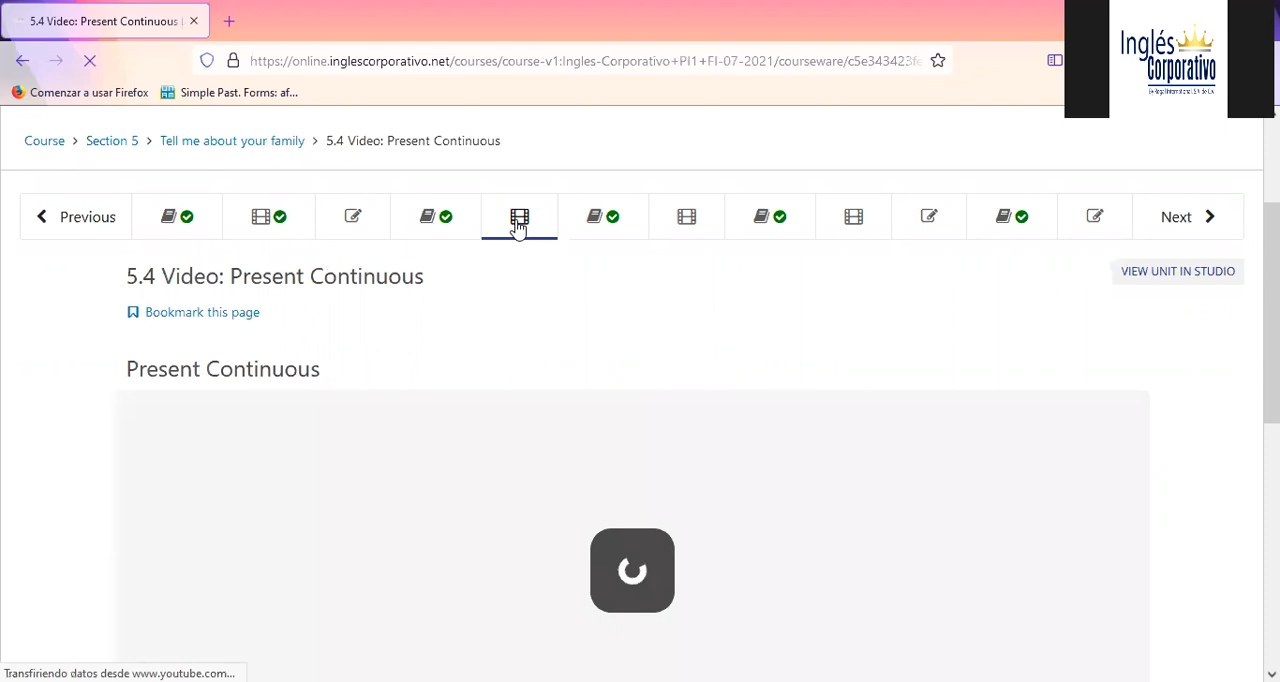 5.4 Video: Present Continuous
Inglés
Corporativo
https://online.inglescorporativo.net/courses/course-v1:Ingles-Corporativo+PI1+FI-07-2021/courseware/c5e343423fe
Comenzar a usar Firefox
Simple Past. Forms: af...
Course > Section 5 > Tell me about your family > 5.4 Video: Present Continuous
Previous
Next
5.4 Video: Present Continuous
VIEW UNIT IN STUDIO
Bookmark this page
Present Continuous
Transfiriendo datos desde www.youtube.com...